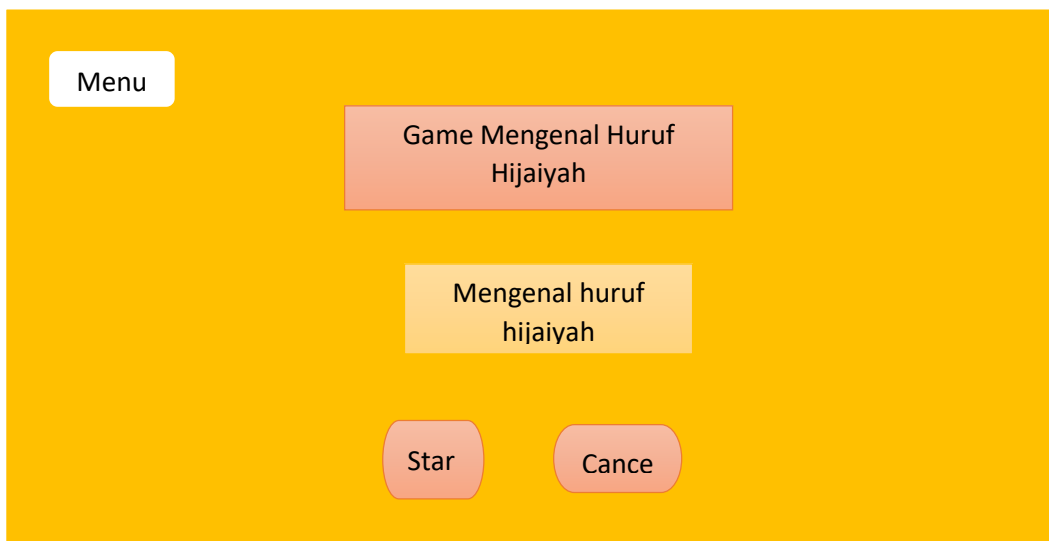 Menu
Game Mengenal Huruf
Hijaiyah
Mengenal huruf
hijaiyah
Star
Cance